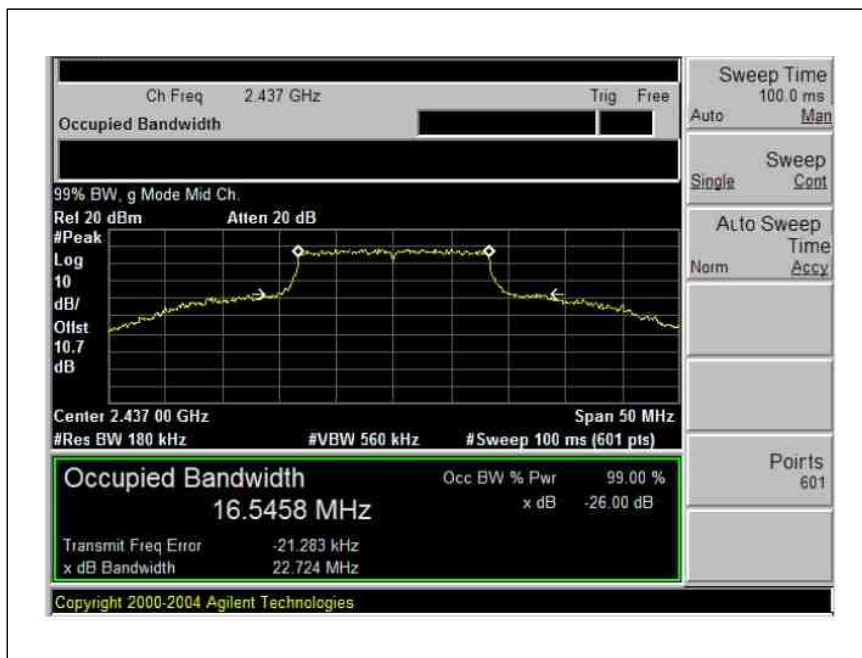 Ch Freq 2.437 GHz Trig Free
Occupied Bandwidth
99% BW, g Mode Mid Ch.
Ref 20 dBm Atten 20 dB
#Peak
Log
10
dB/
Offst
10.7
dB
Center 2.437 00 GHz Span 50 MHz
#Res BW 180 kHz #VBW 560 kHz #Sweep 100 ms (601 pts)
Occupied Bandwidth
16.5458 MHz
Occ BW % Pwr 99.00 %
x dB -26.00 dB
Transmit Freq Error -21.283 kHz
x dB Bandwidth 22.724 MHz
Copyright 2000-2004 Agilent Technologies
Sweep Time
100.0 ms
Auto Man
Sweep
Single Cont
Auto Sweep
Time
Norm Accy
Points
601